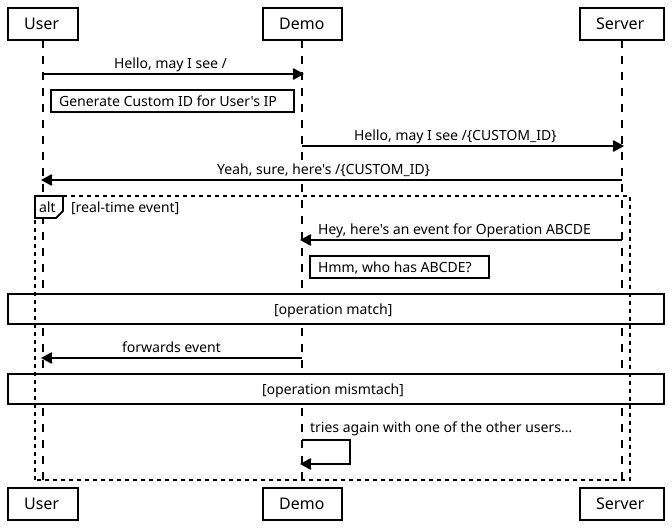 User Demo Server
Hello, may I see /
Generate Custom ID for User's IP
Hello, may I see /{CUSTOM_ID}
Yeah, sure, here's /{CUSTOM_ID}
alt [real-time event]
Hey, here's an event for Operation ABCDE
Hmm, who has ABCDE?
[operation match]
forwards event
[operation mismtach]
tries again with one of the other users...
User Demo Server